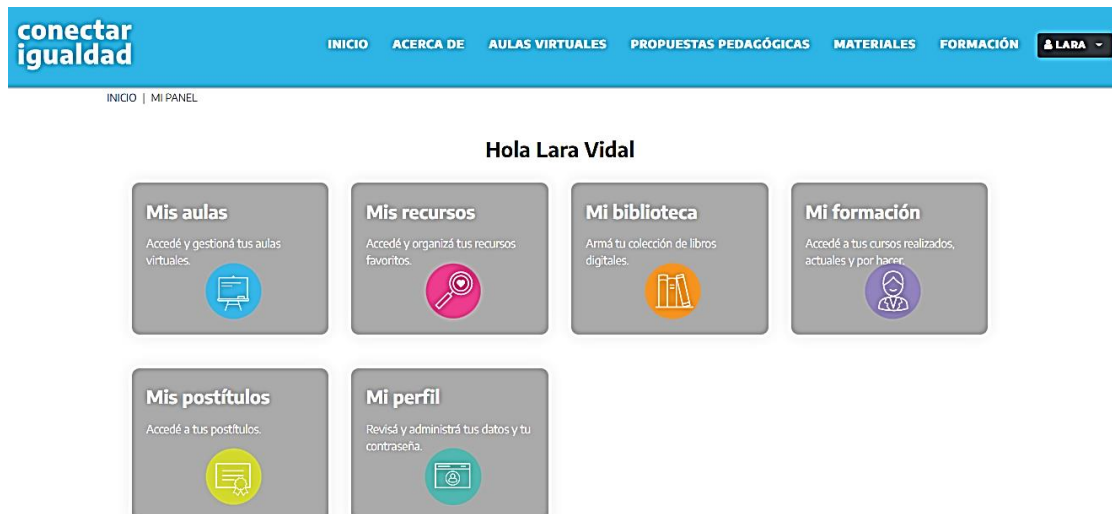 conectar
igualdad
INICIO ACERCA DE AULAS VIRTUALES PROPUESTAS PEDAGÓGICAS MATERIALES FORMACIÓN LARA
INICIO | MI PANEL
Hola Lara Vidal
Mis aulas
Accedé y gestioná tus aulas
virtuales.
Mis recursos
Accedé y organizá tus recursos
favoritos.
Mi biblioteca
Armá tu colección de libros
digitales.
Mi formación
Accedé a tus cursos realizados,
actuales y por hacer.
Mis postítulos
Accedé a tus postítulos.
Mi perfil
Revisá y administrá tus datos y tu
contraseña.